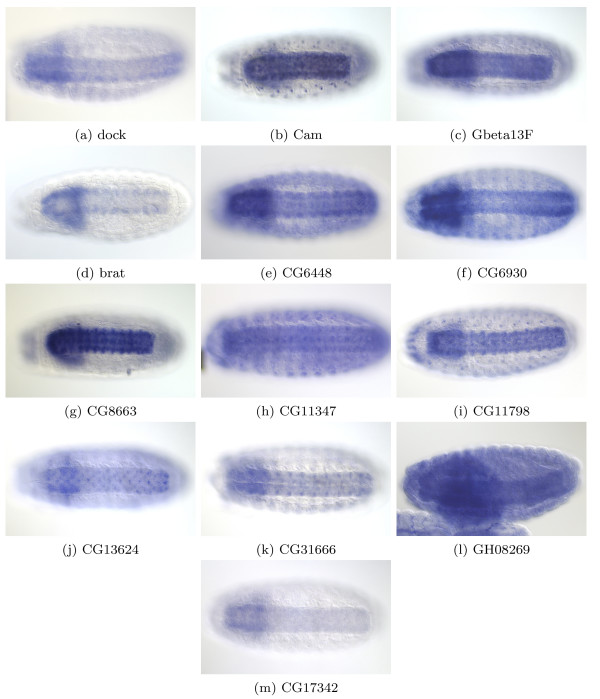 (a) dock
(b) Cam
(c) Gbeta13F
(d) brat
(e) CG6448
(f) CG6930
(g) CG8663
(h) CG11347
(i) CG11798
(j) CG13624
(k) CG31666
(l) GH08269
(m) CG17342